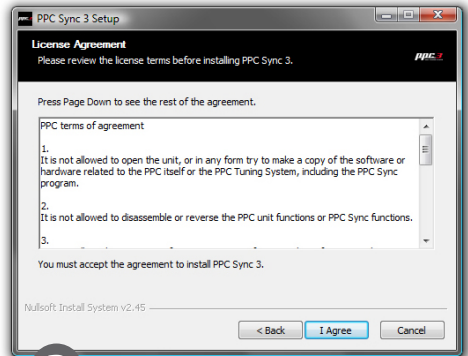 PPC Sync 3 Setup
License Agreement
Please review the license terms before installing PPC Sync 3.
ppc.3
Press Page Down to see the rest of the agreement.
PPC terms of agreement
1.
It is not allowed to open the unit, or in any form try to make a copy of the software or
hardware related to the PPC itself or the PPC Tuning System, including the PPC Sync
program.
2.
It is not allowed to disassemble or reverse the PPC unit functions or PPC Sync functions.
3.
You must accept the agreement to install PPC Sync 3.
Nullsoft Install System v2.45
< Back I Agree Cancel